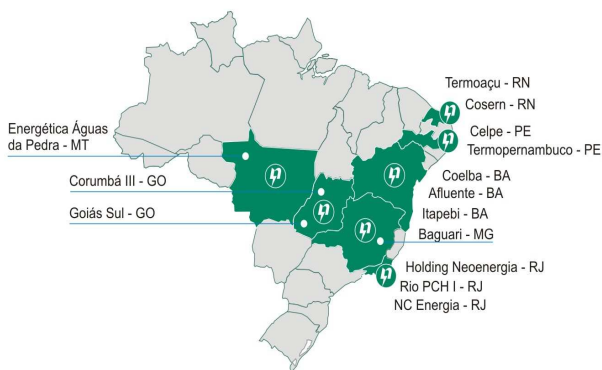 Termoaçu - RN
Cosern - RN
Energética Águas
da Pedra - MT
Celpe - PE
Termopernambuco - PE
Corumbá III - GO
Coelba - BA
Afluente - BA
Goiás Sul - GO
Itapebi - BA
Baguari - MG
Holding Neoenergia - RJ
Rio PCH I - RJ
NC Energia - RJ